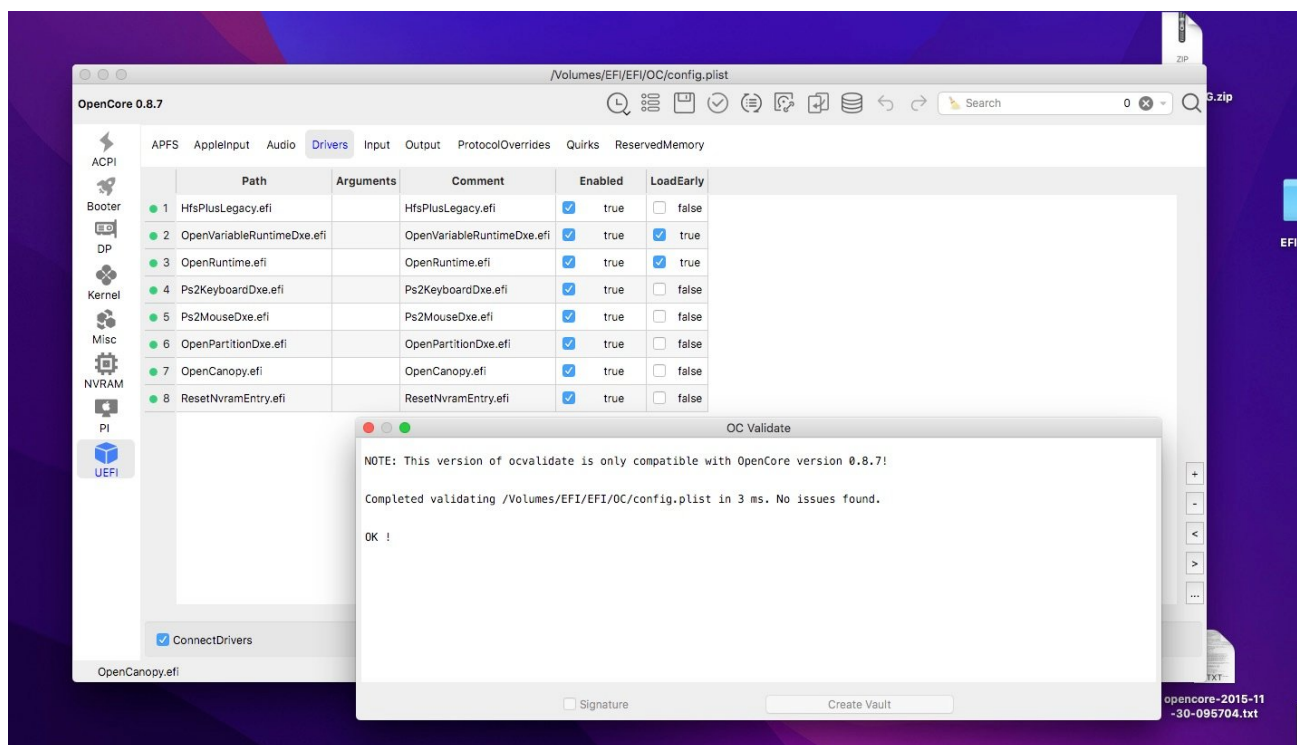 ZIP
/Volumes/EFI/EFI/OC/config.plist
OpenCore 0.8.7
Search
0
G.zip
ACPI
Booter
DP
Kernel
Misc
NVRAM
PI
UEFI
APFS AppleInput Audio Drivers Input Output ProtocolOverrides Quirks ReservedMemory
Path Arguments Comment Enabled LoadEarly
1 HfsPlusLegacy.efi HfsPlusLegacy.efi true false
2 OpenVariableRuntimeDxe.efi OpenVariableRuntimeDxe.efi true true
3 OpenRuntime.efi OpenRuntime.efi true true
4 Ps2KeyboardDxe.efi Ps2KeyboardDxe.efi true false
5 Ps2MouseDxe.efi Ps2MouseDxe.efi true false
6 OpenPartitionDxe.efi OpenPartitionDxe.efi true false
7 OpenCanopy.efi OpenCanopy.efi true false
8 ResetNvramEntry.efi ResetNvramEntry.efi true false
EFI
+
-
<
>
...
ConnectDrivers
OpenCanopy.efi
OC Validate
NOTE: This version of ocvalidate is only compatible with OpenCore version 0.8.7!
Completed validating /Volumes/EFI/EFI/OC/config.plist in 3 ms. No issues found.
OK !
Signature
Create Vault
TXT
opencore-2015-11
-30-095704.txt